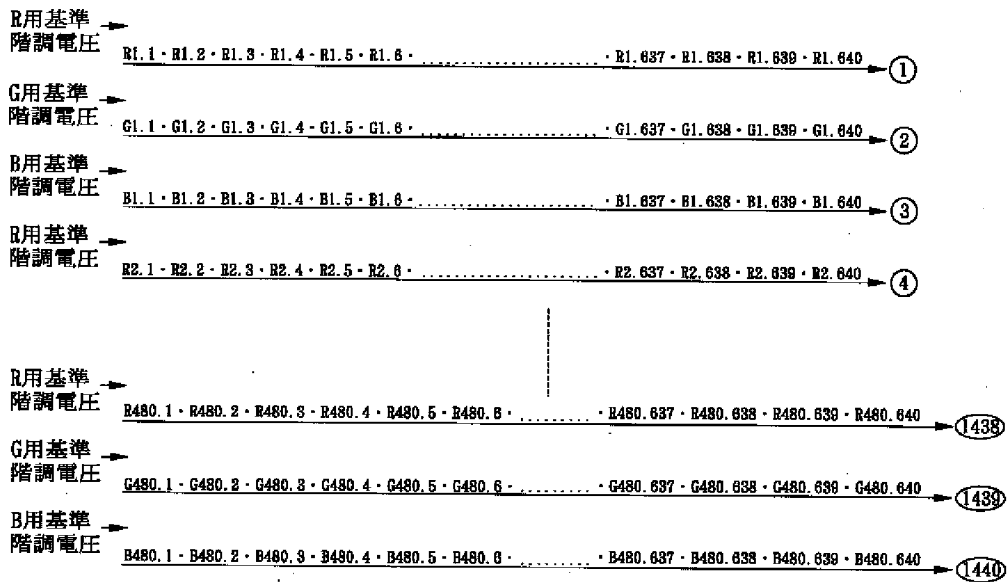 R用基準
階調電圧
R1.1・R1.2・R1.3・R1.4・R1.5・R1.6・...............・R1.637・R1.638・R1.639・R1.640 ①
G用基準
階調電圧
G1.1・G1.2・G1.3・G1.4・G1.5・G1.6・...............・G1.637・G1.638・G1.639・G1.640 ②
B用基準
階調電圧
B1.1・B1.2・B1.3・B1.4・B1.5・B1.6・...............・B1.637・B1.638・B1.639・B1.640 ③
R用基準
階調電圧
R2.1・R2.2・R2.3・R2.4・R2.5・R2.6・...............・R2.637・R2.638・R2.639・R2.640 ④
R用基準
階調電圧
R480.1・R480.2・R480.3・R480.4・R480.5・R480.6・.........・R480.637・R480.638・R480.639・R480.640 1438
G用基準
階調電圧
G480.1・G480.2・G480.3・G480.4・G480.5・G480.6・.........・G480.637・G480.638・G480.639・G480.640 1439
B用基準
階調電圧
B480.1・B480.2・B480.3・B480.4・B480.5・B480.6・.........・B480.637・B480.638・B480.639・B480.640 1440